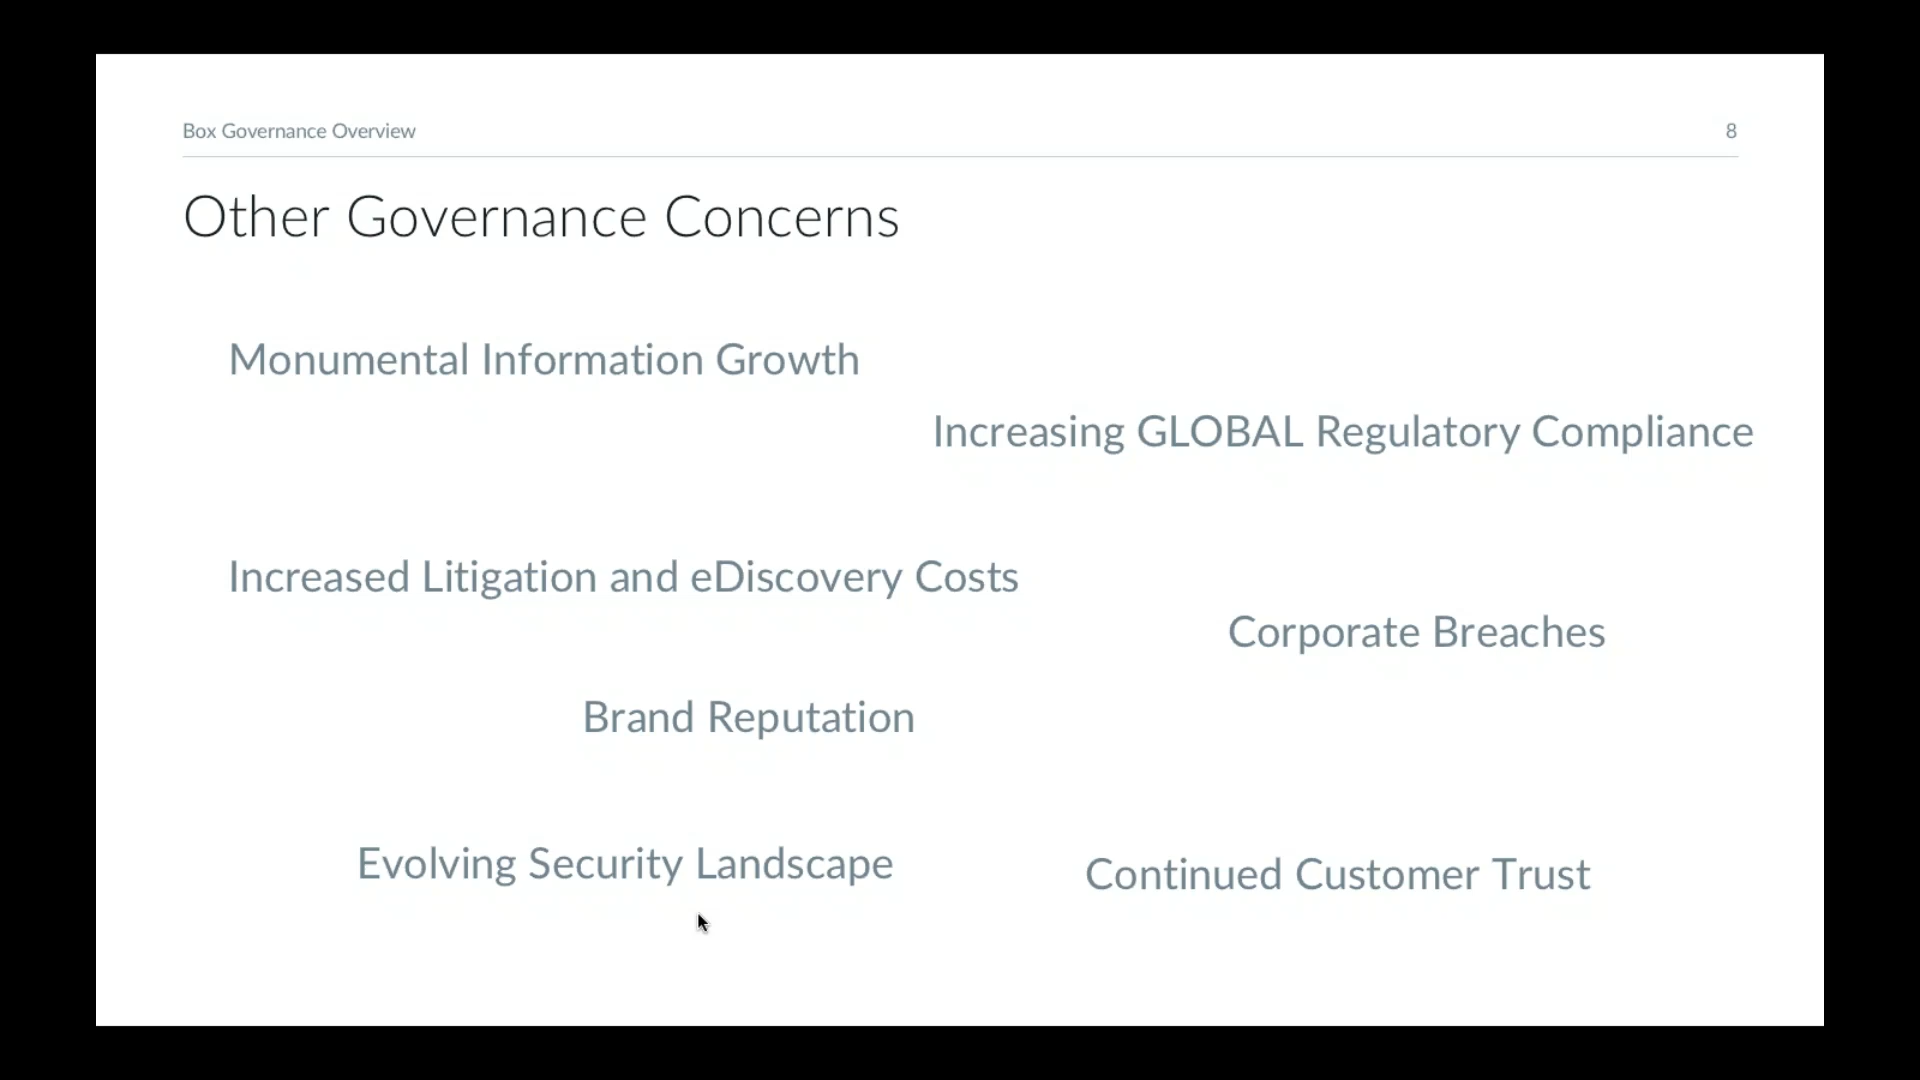 Box Governance Overview
8
Other Governance Concerns
Monumental Information Growth
Increasing GLOBAL Regulatory Compliance
Increased Litigation and eDiscovery Costs
Corporate Breaches
Brand Reputation
Evolving Security Landscape
Continued Customer Trust